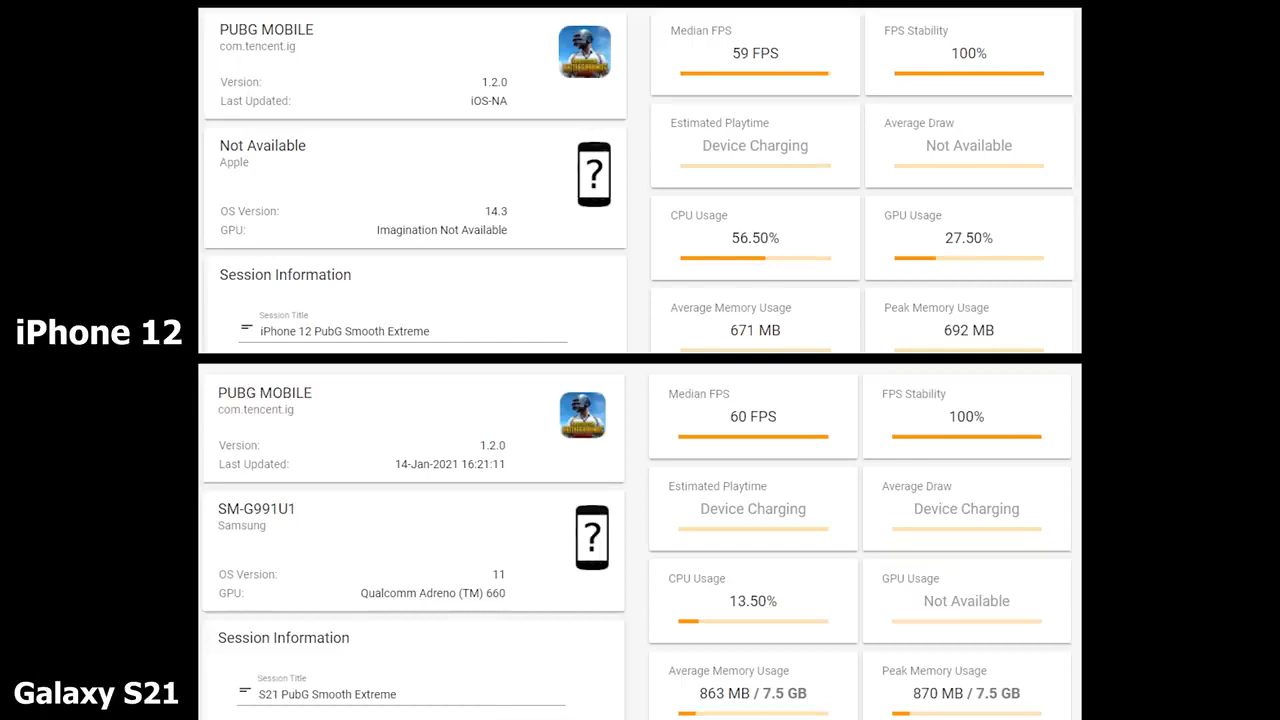 PUBG MOBILE
com.tencent.ig
Version: 1.2.0
Last Updated: iOS-NA
Not Available
Apple
?
OS Version: 14.3
GPU: Imagination Not Available
Session Information
Session Title
iPhone 12 PubG Smooth Extreme
Median FPS
59 FPS
FPS Stability
100%
Estimated Playtime
Device Charging
Average Draw
Not Available
CPU Usage
56.50%
GPU Usage
27.50%
Average Memory Usage
671 MB
Peak Memory Usage
692 MB
iPhone 12
PUBG MOBILE
com.tencent.ig
Version: 1.2.0
Last Updated: 14-Jan-2021 16:21:11
SM-G991U1
Samsung
?
OS Version: 11
GPU: Qualcomm Adreno (TM) 660
Session Information
Session Title
S21 PubG Smooth Extreme
Median FPS
60 FPS
FPS Stability
100%
Estimated Playtime
Device Charging
Average Draw
Device Charging
CPU Usage
13.50%
GPU Usage
Not Available
Average Memory Usage
863 MB / 7.5 GB
Peak Memory Usage
870 MB / 7.5 GB
Galaxy S21